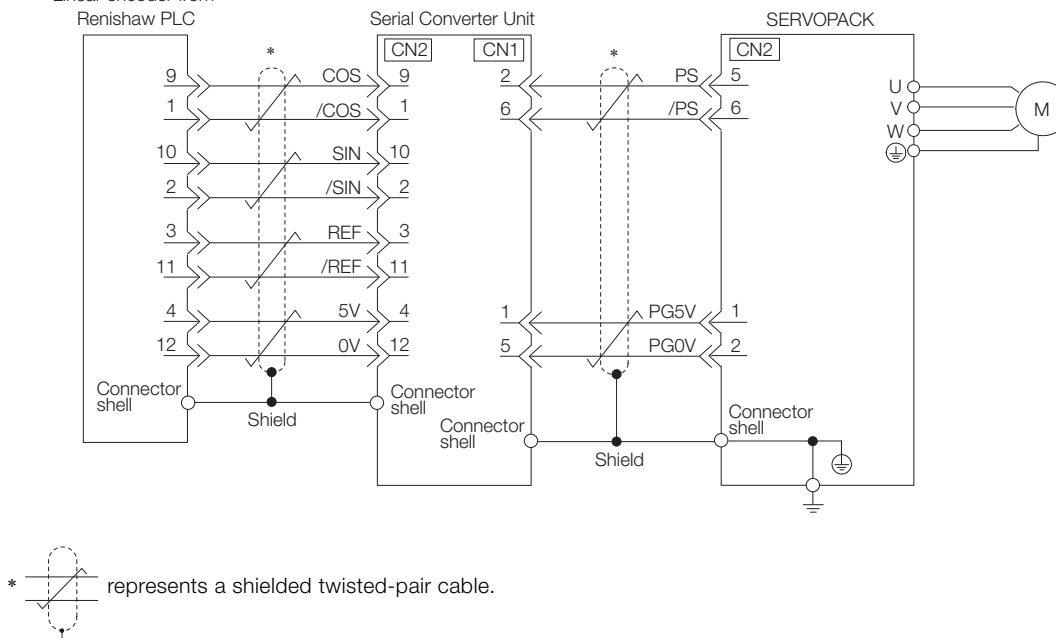 Linear encoder from
Renishaw PLC
Serial Converter Unit
SERVOPACK
*
CN2
CN1
*
CN2
9
COS
9
2
PS
5
1
/COS
1
6
/PS
6
U
V
W
M
10
SIN
10
2
/SIN
2
3
REF
3
11
/REF
11
4
5V
4
1
PG5V
1
12
0V
12
5
PG0V
2
Connector
shell
Shield
Connector
shell
Connector
shell
Shield
Connector
shell
* represents a shielded twisted-pair cable.